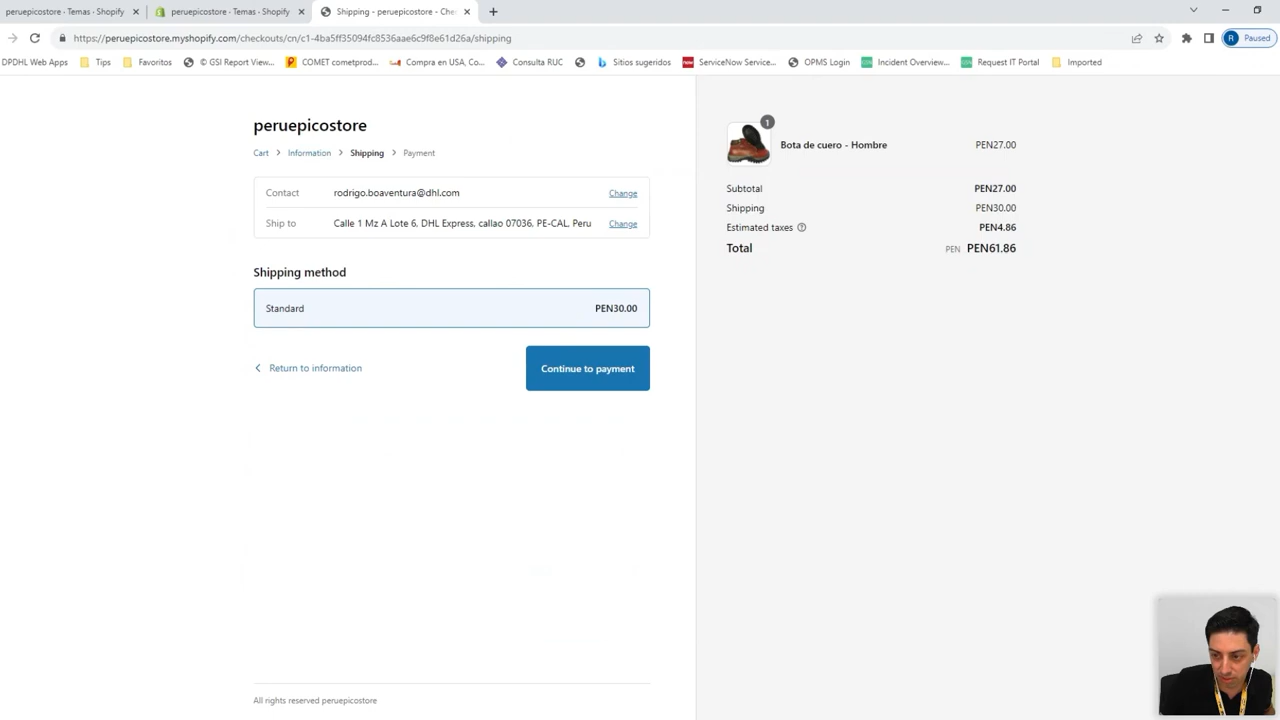 peruepicostore · Temas · Shopify
peruepicostore · Temas · Shopify
Shipping - peruepicostore - Che
https://peruepicostore.myshopify.com/checkouts/cn/c1-4ba5ff35094fc8536aae6c9f8e61d26a/shipping
R Paused
DPDHL Web Apps Tips Favoritos © GSI Report View... COMET cometprod... Compra en USA, Co... Consulta RUC Sitios sugeridos now ServiceNow Service... OPMS Login Incident Overview... Request IT Portal Imported
peruepicostore
Cart > Information > Shipping > Payment
Contact rodrigo.boaventura@dhl.com Change
Ship to Calle 1 Mz A Lote 6, DHL Express, callao 07036, PE-CAL, Peru Change
Shipping method
Standard PEN30.00
< Return to information
Continue to payment
All rights reserved peruepicostore
1
Bota de cuero - Hombre PEN27.00
Subtotal PEN27.00
Shipping PEN30.00
Estimated taxes PEN4.86
Total PEN PEN61.86